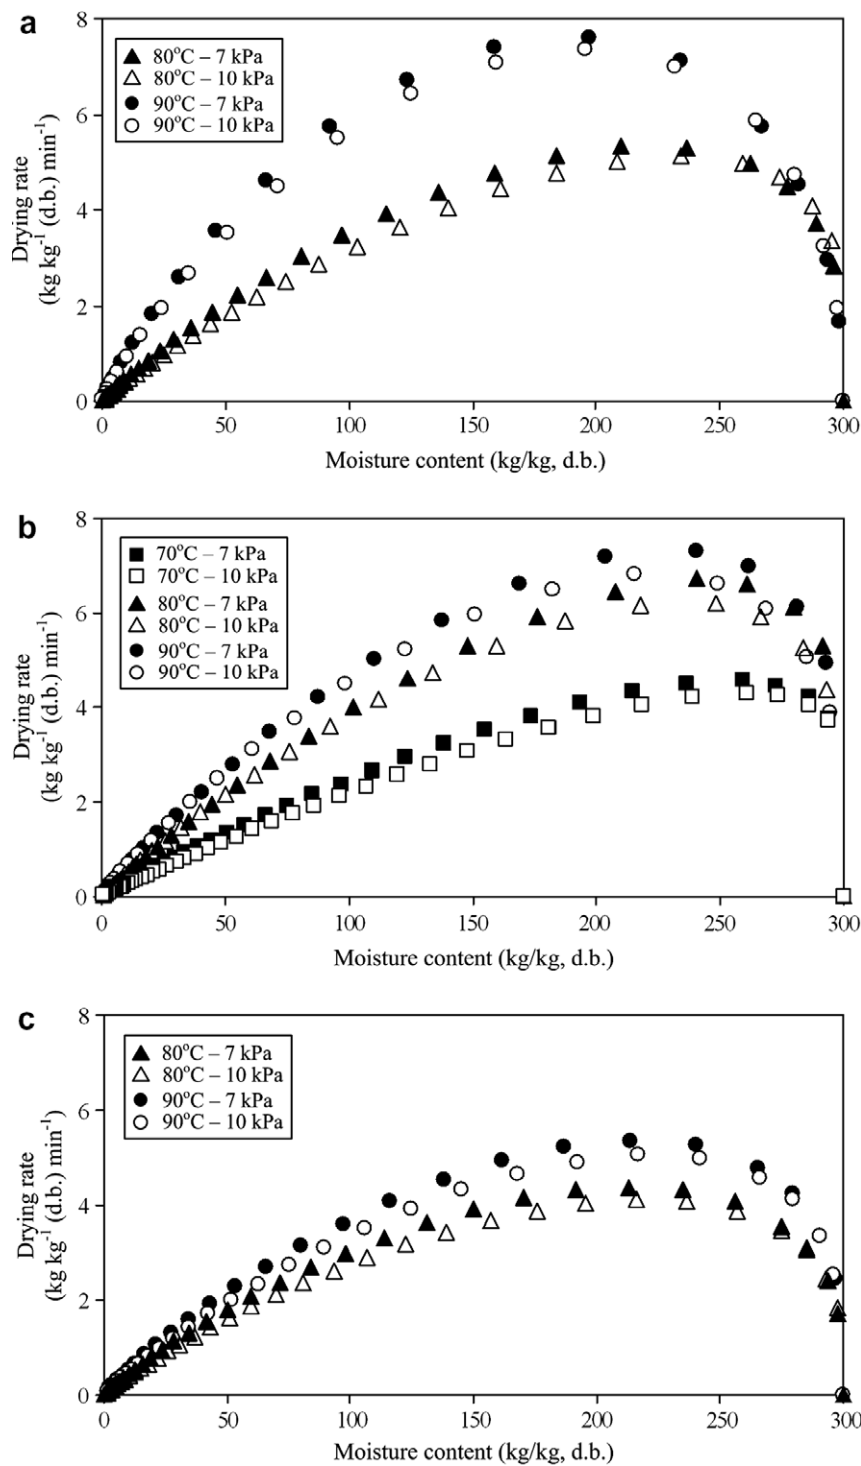 a
8
6
4
2
0
80°C – 7 kPa
80°C – 10 kPa
90°C – 7 kPa
90°C – 10 kPa
Drying rate
(kg kg⁻¹ (d.b.) min⁻¹)
0 50 100 150 200 250 300
Moisture content (kg/kg, d.b.)
b
8
6
4
2
0
70°C – 7 kPa
70°C – 10 kPa
80°C – 7 kPa
80°C – 10 kPa
90°C – 7 kPa
90°C – 10 kPa
Drying rate
(kg kg⁻¹ (d.b.) min⁻¹)
0 50 100 150 200 250 300
Moisture content (kg/kg, d.b.)
c
8
6
4
2
0
80°C – 7 kPa
80°C – 10 kPa
90°C – 7 kPa
90°C – 10 kPa
Drying rate
(kg kg⁻¹ (d.b.) min⁻¹)
0 50 100 150 200 250 300
Moisture content (kg/kg, d.b.)